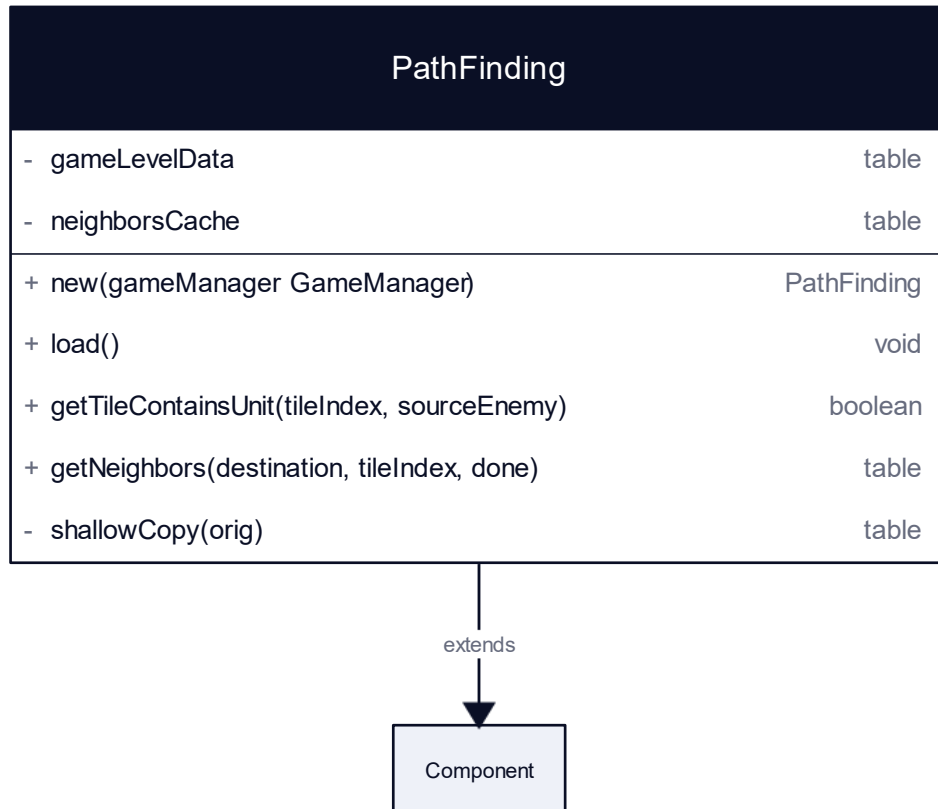 PathFinding
- gameLevelData table
- neighborsCache table
+ new(gameManager GameManager) PathFinding
+ load() void
+ getTileContainsUnit(tileIndex, sourceEnemy) boolean
+ getNeighbors(destination, tileIndex, done) table
- shallowCopy(orig) table
extends
Component